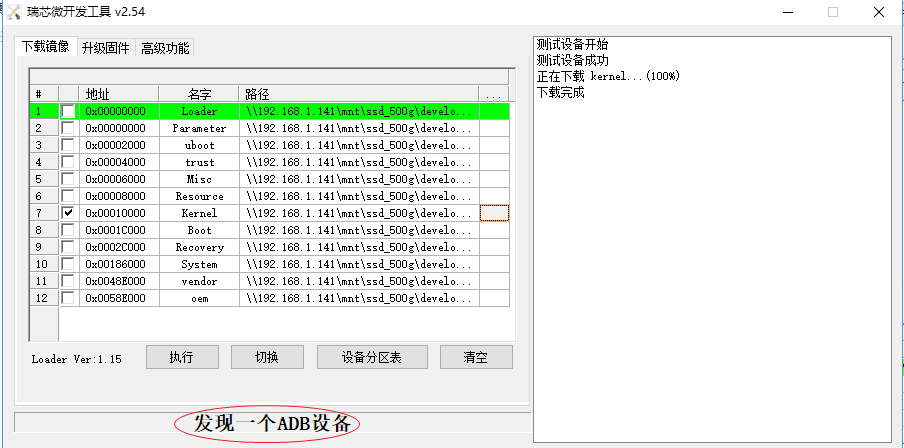 瑞芯微开发工具 v2.54
下载镜像 升级固件 高级功能
# 地址 名字 路径 ...
1 0x00000000 Loader \\192.168.1.141\mnt\ssd_500g\develo...
2 0x00000000 Parameter \\192.168.1.141\mnt\ssd_500g\develo...
3 0x00002000 uboot \\192.168.1.141\mnt\ssd_500g\develo...
4 0x00004000 trust \\192.168.1.141\mnt\ssd_500g\develo...
5 0x00006000 Misc \\192.168.1.141\mnt\ssd_500g\develo...
6 0x00008000 Resource \\192.168.1.141\mnt\ssd_500g\develo...
7 0x00010000 Kernel \\192.168.1.141\mnt\ssd_500g\develo...
8 0x0001C000 Boot \\192.168.1.141\mnt\ssd_500g\develo...
9 0x0002C000 Recovery \\192.168.1.141\mnt\ssd_500g\develo...
10 0x00186000 System \\192.168.1.141\mnt\ssd_500g\develo...
11 0x0048E000 vendor \\192.168.1.141\mnt\ssd_500g\develo...
12 0x0058E000 oem \\192.168.1.141\mnt\ssd_500g\develo...
Loader Ver:1.15 执行 切换 设备分区表 清空
发现一个ADB设备
测试设备开始
测试设备成功
正在下载 kernel...(100%)
下载完成